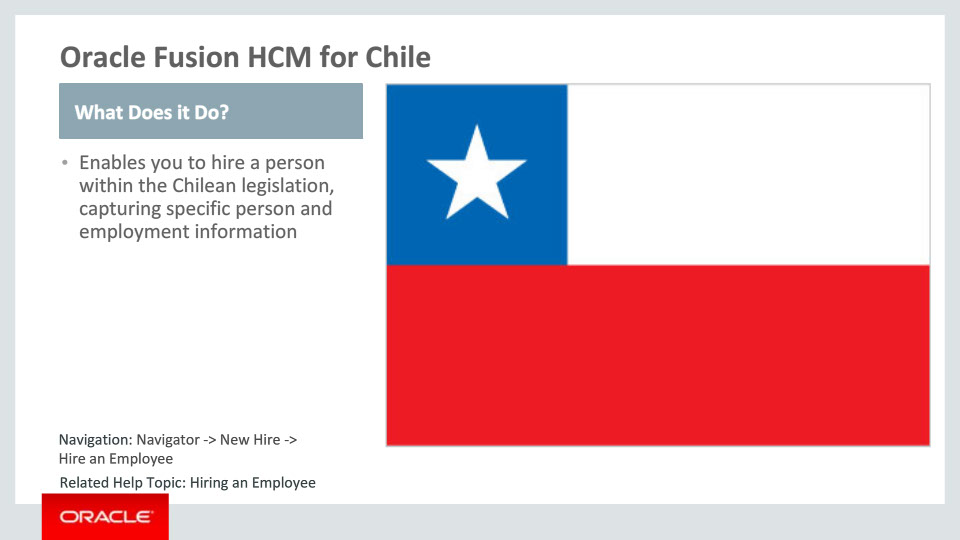 Oracle Fusion HCM for Chile
What Does it Do?
• Enables you to hire a person
within the Chilean legislation,
capturing specific person and
employment information
Navigation: Navigator -> New Hire ->
Hire an Employee
Related Help Topic: Hiring an Employee
ORACLE